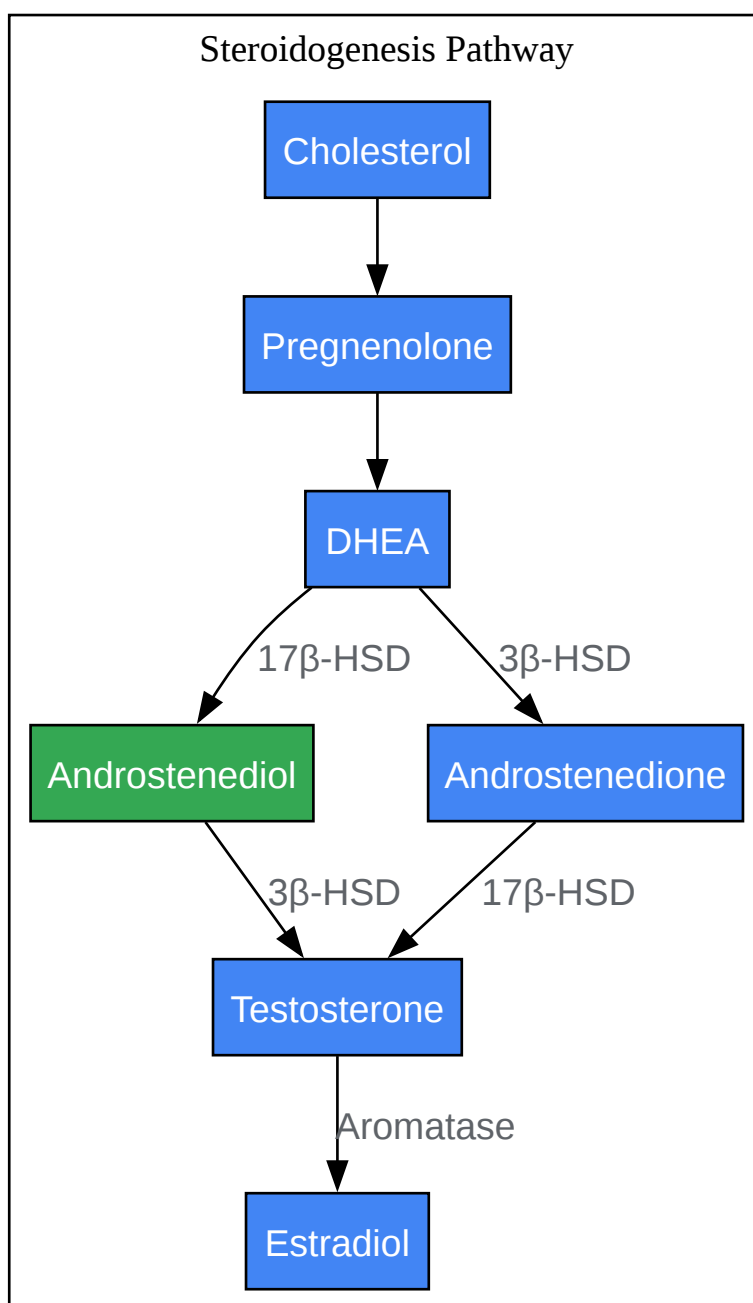 Steroidogenesis Pathway
Cholesterol
Pregnenolone
DHEA
17β-HSD
3β-HSD
Androstenediol
Androstenedione
3β-HSD
17β-HSD
Testosterone
Aromatase
Estradiol